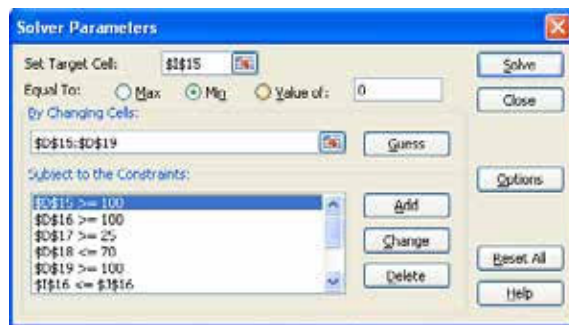 Solver Parameters
Set Target Cell: $I$15 Solve
Equal To: Max Min Value of: 0 Close
By Changing Cells:
$D$15:$D$19 Guess
Subject to the Constraints: Options
$D$15 >= 100 Add
$D$16 >= 100
$D$17 >= 25 Change
$D$18 <= 70 Reset All
$D$19 >= 100 Delete
$I$16 <= $J$16 Help